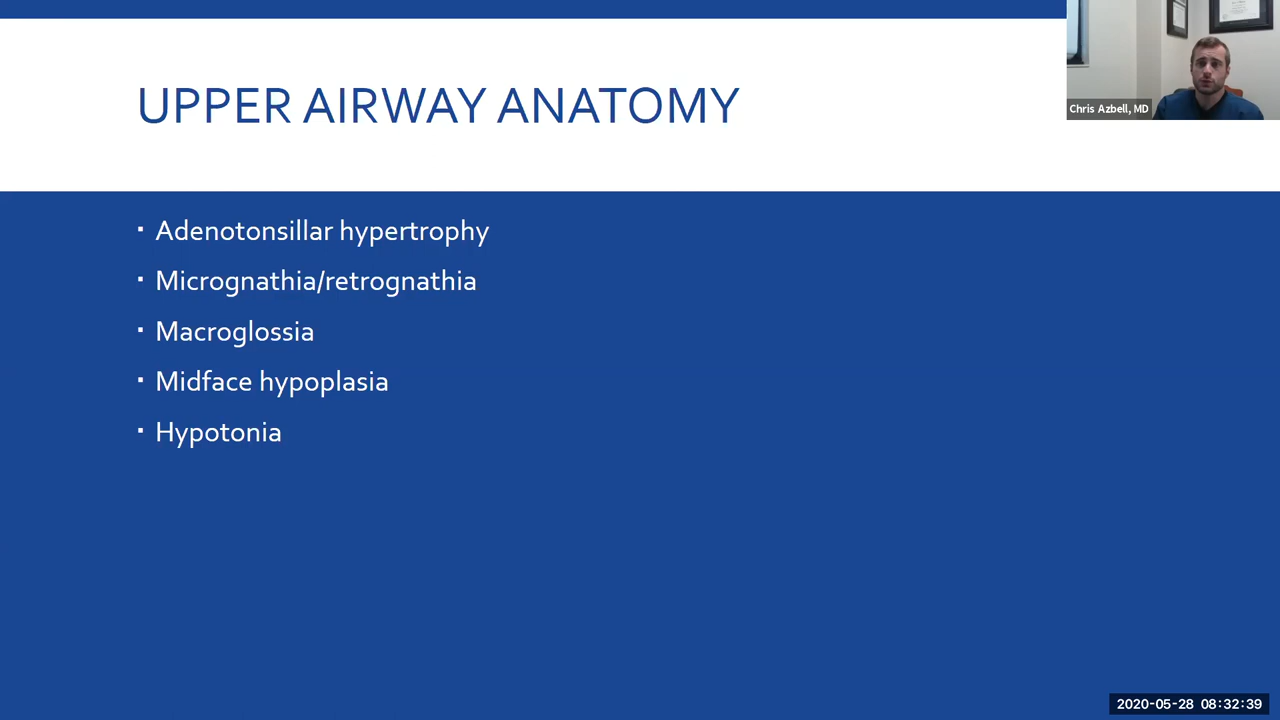 UPPER AIRWAY ANATOMY
Chris Azbell, MD
▪ Adenotonsillar hypertrophy
▪ Micrognathia/retrognathia
▪ Macroglossia
▪ Midface hypoplasia
▪ Hypotonia
2020-05-28 08:32:39